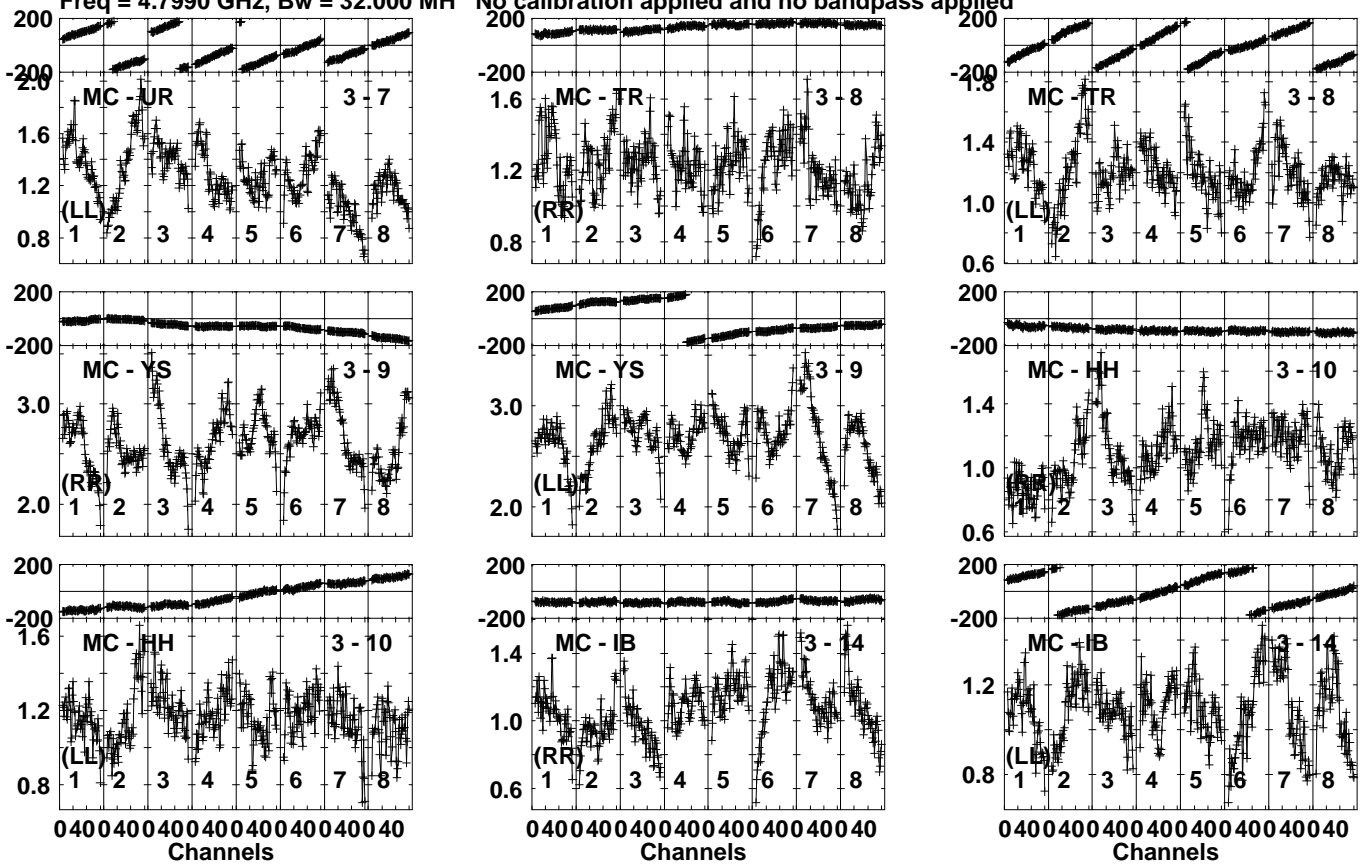 Freq = 4.7990 GHz, Bw = 32.000 MH No calibration applied and no bandpass applied
200 200 200
-200 -200 -200
2.0 1.6 1.2 0.8
MC - UR 3 - 7
(LL)
1 2 3 4 5 6 7 8
1.6 1.2 0.8
MC - TR 3 - 8
(RR)
1 2 3 4 5 6 7 8
1.8 1.4 1.0 0.6
MC - TR 3 - 8
(LL)
1 2 3 4 5 6 7 8
200 200 200
-200 -200 -200
3.0 2.0
MC - YS 3 - 9
(RR)
1 2 3 4 5 6 7 8
3.0 2.0
MC - YS 3 - 9
(LL)
1 2 3 4 5 6 7 8
1.4 1.0 0.6
MC - HH 3 - 10
(RR)
1 2 3 4 5 6 7 8
200 200 200
-200 -200 -200
1.6 1.2 0.8
MC - HH 3 - 10
(LL)
1 2 3 4 5 6 7 8
1.4 1.0 0.6
MC - IB 3 - 14
(RR)
1 2 3 4 5 6 7 8
1.2 0.8
MC - IB 3 - 14
(LL)
1 2 3 4 5 6 7 8
0 40 0 40 0 40 0 40 0 40 0 40 0 40 0 40
0 40 0 40 0 40 0 40 0 40 0 40 0 40 0 40
0 40 0 40 0 40 0 40 0 40 0 40 0 40 0 40
Channels Channels Channels